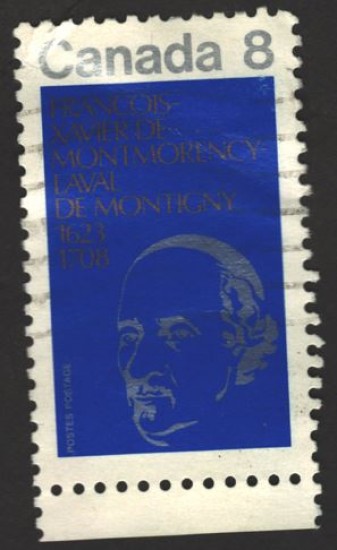 Canada 8
FRANÇOIS-
XAVIER DE
MONTMORENCY-
LAVAL
DE MONTIGNY
1623
1708
POSTES POSTAGE